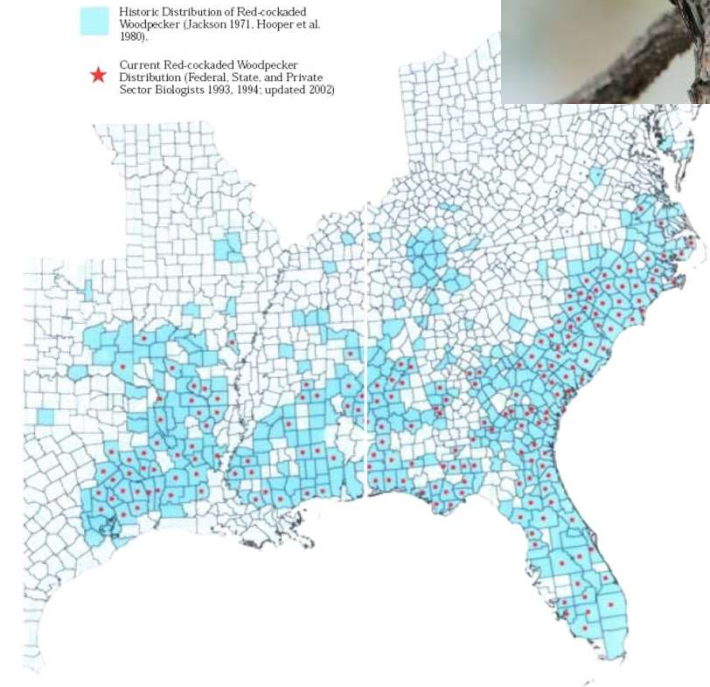 Historic Distribution of Red-cockaded
Woodpecker (Jackson 1971, Hooper et al.
1980).
Current Red-cockaded Woodpecker
Distribution (Federal, State, and Private
Sector Biologists 1993, 1994; updated 2002)